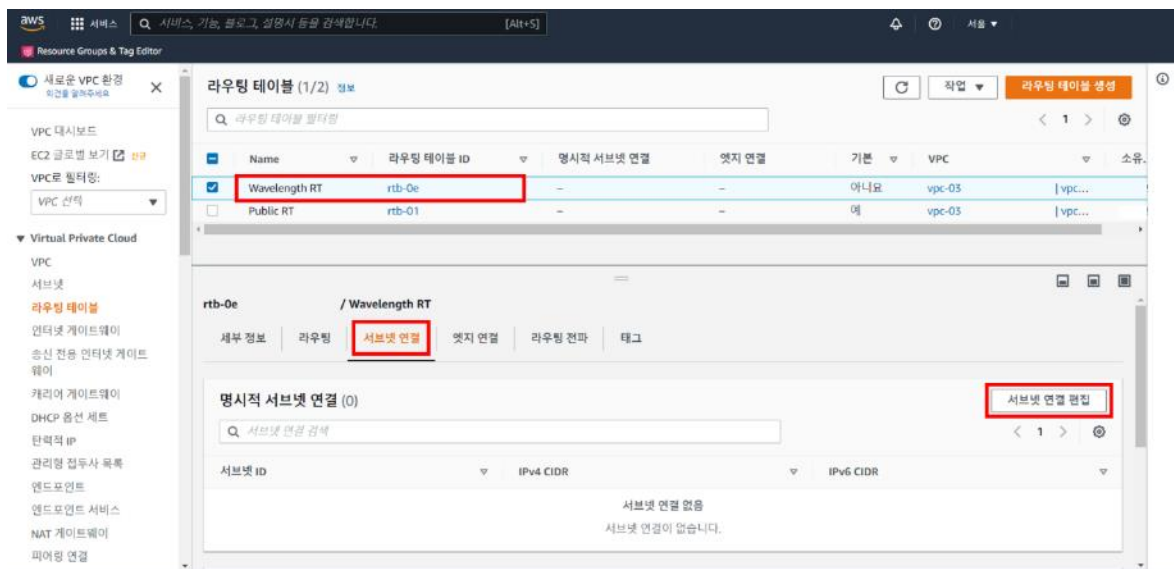 aws
서비스
서비스, 기능, 블로그, 설명서 등을 검색합니다.
[Alt+S]
서울 ▼
Resource Groups & Tag Editor
새로운 VPC 환경
의견을 알려주세요
VPC 대시보드
EC2 글로벌 보기 신규
VPC로 필터링:
VPC 선택
Virtual Private Cloud
VPC
서브넷
라우팅 테이블
인터넷 게이트웨이
송신 전용 인터넷 게이트
웨이
캐리어 게이트웨이
DHCP 옵션 세트
탄력적 IP
관리형 접두사 목록
엔드포인트
엔드포인트 서비스
NAT 게이트웨이
피어링 연결
라우팅 테이블 (1/2) 정보
작업 ▼
라우팅 테이블 생성
라우팅 테이블 필터링
< 1 >
Name 라우팅 테이블 ID 명시적 서브넷 연결 엣지 연결 기본 VPC 소유.
Wavelength RT rtb-0e – – 아니요 vpc-03 | vpc...
Public RT rtb-01 – – 예 vpc-03 | vpc...
rtb-0e / Wavelength RT
세부 정보 라우팅 서브넷 연결 엣지 연결 라우팅 전파 태그
명시적 서브넷 연결 (0)
서브넷 연결 편집
서브넷 연결 검색
< 1 >
서브넷 ID IPv4 CIDR IPv6 CIDR
서브넷 연결 없음
서브넷 연결이 없습니다.